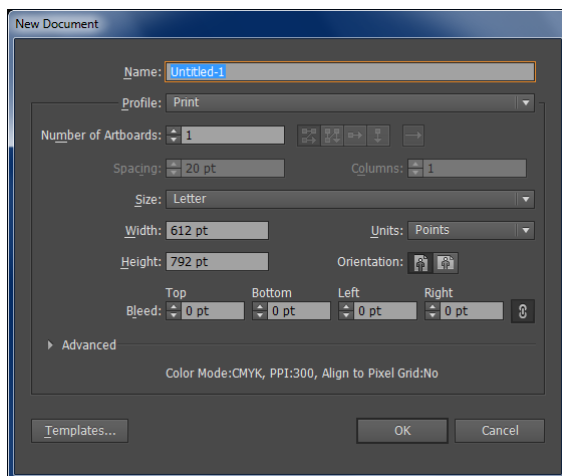 New Document
Name: Untitled-1
Profile: Print
Number of Artboards: 1
Spacing: 20 pt Columns: 1
Size: Letter
Width: 612 pt Units: Points
Height: 792 pt Orientation:
Top Bottom Left Right
Bleed: 0 pt 0 pt 0 pt 0 pt
Advanced
Color Mode:CMYK, PPI:300, Align to Pixel Grid:No
Templates... OK Cancel